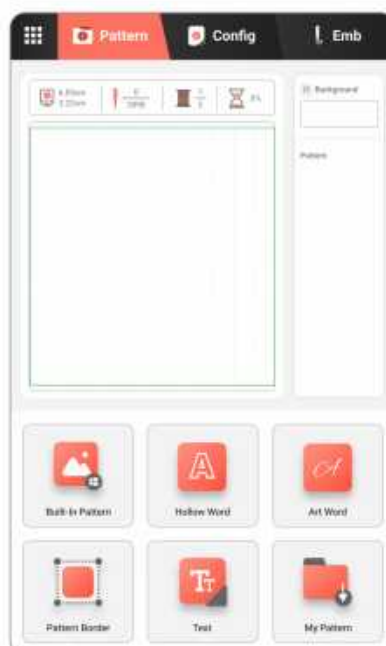 Pattern
Config
Emb
Background
Pattern
Built-In Pattern
Hollow Word
Art Word
Pattern Border
Text
My Pattern